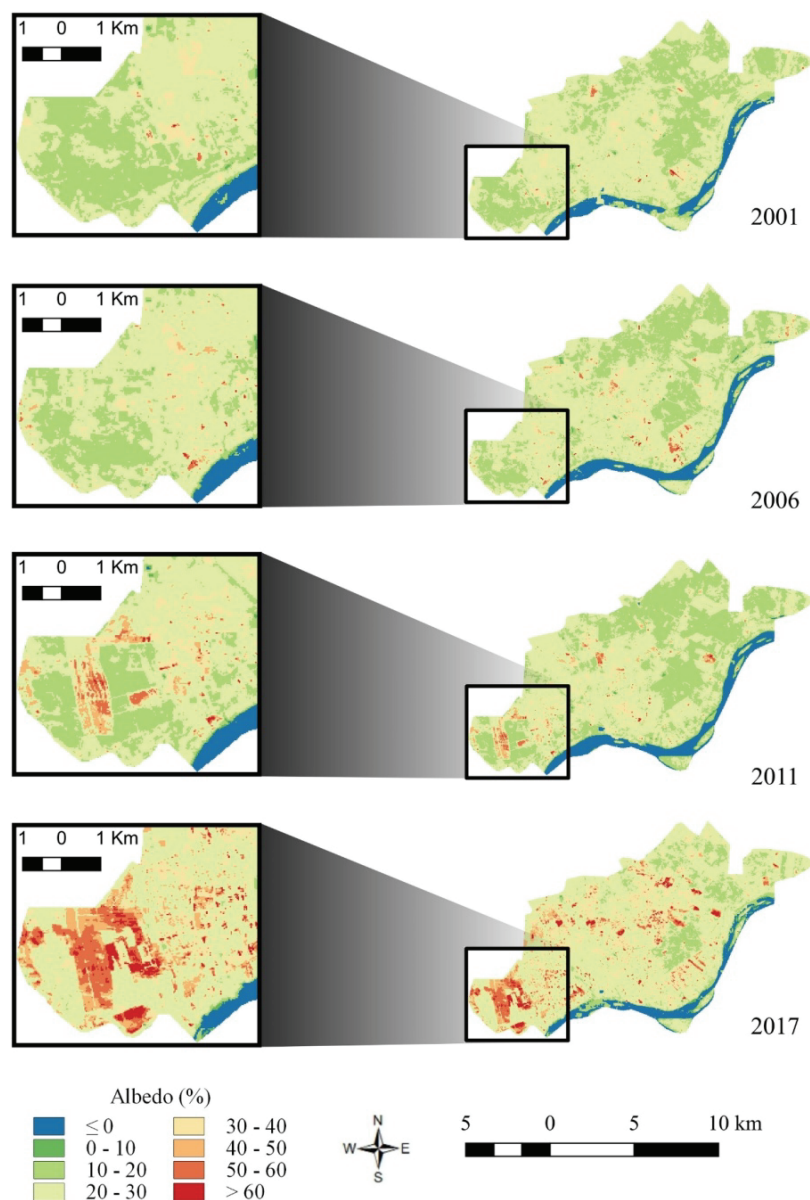 1 0 1 Km
2001
1 0 1 Km
2006
1 0 1 Km
2011
1 0 1 Km
2017
Albedo (%)
≤ 0
0 - 10
10 - 20
20 - 30
30 - 40
40 - 50
50 - 60
> 60
N
W E
S
5 0 5 10 km